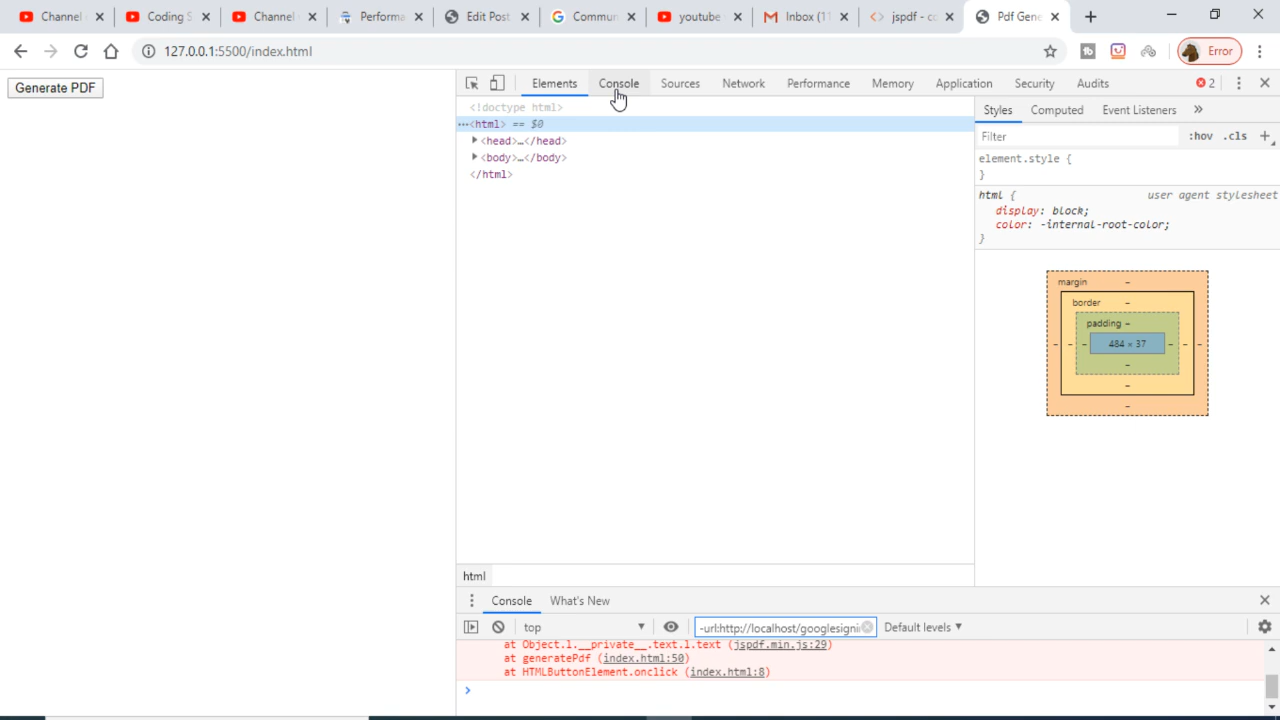 Channel
Coding S
Channel
Performa
Edit Post
Commun
youtube
Inbox (1
jspdf - co
Pdf Gene
127.0.0.1:5500/index.html
Error
Generate PDF
Elements Console Sources Network Performance Memory Application Security Audits 2
<!doctype html>
<html> == $0
<head>…</head>
<body>…</body>
</html>
html
Styles Computed Event Listeners »
Filter :hov .cls +
element.style {
}
html { user agent stylesheet
display: block;
color: -internal-root-color;
}
margin –
border –
padding –
– – – 484 × 37 – – –
–
–
–
Console What's New
top -url:http://localhost/googlesignin Default levels ▼
at Object.l.__private__.text.l.text (jspdf.min.js:29)
at generatePdf (index.html:50)
at HTMLButtonElement.onclick (index.html:8)
>